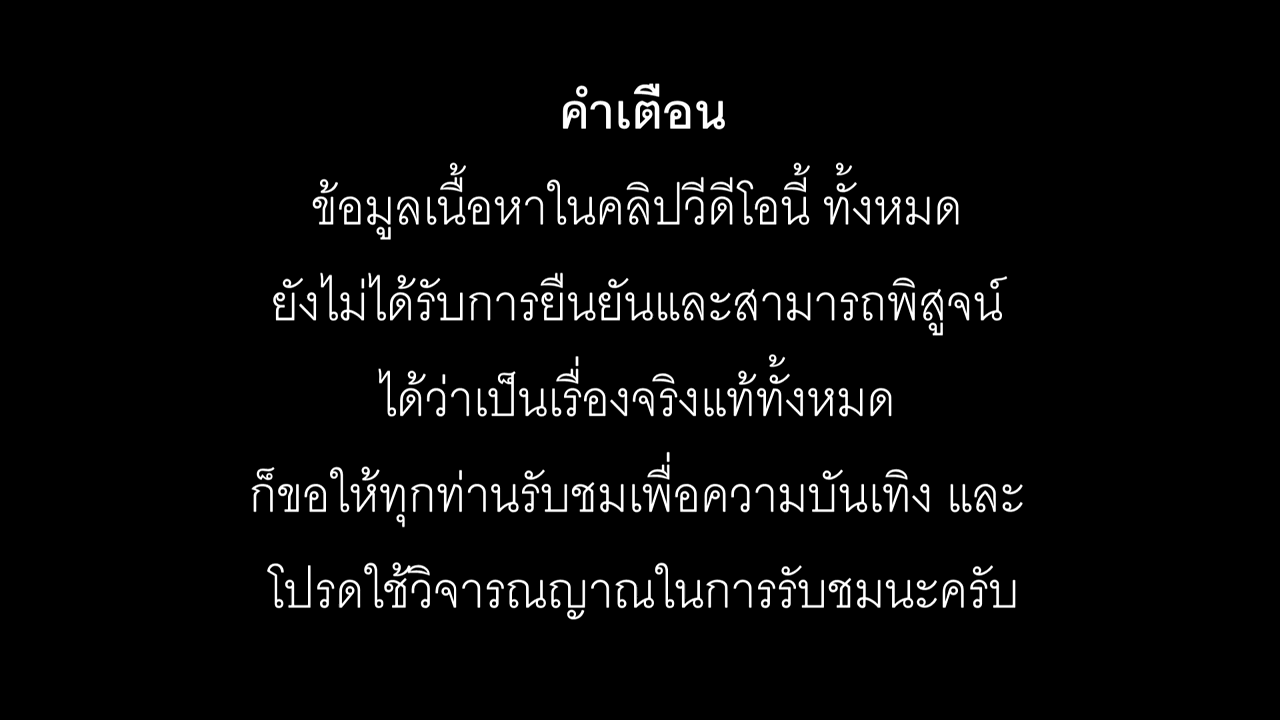 คำเตือน
ข้อมูลเนื้อหาในคลิปวีดีโอนี้ ทั้งหมด
ยังไม่ได้รับการยืนยันและสามารถพิสูจน์
ได้ว่าเป็นเรื่องจริงแท้ทั้งหมด
ก็ขอให้ทุกท่านรับชมเพื่อความบันเทิง และ
โปรดใช้วิจารณญาณในการรับชมนะครับ